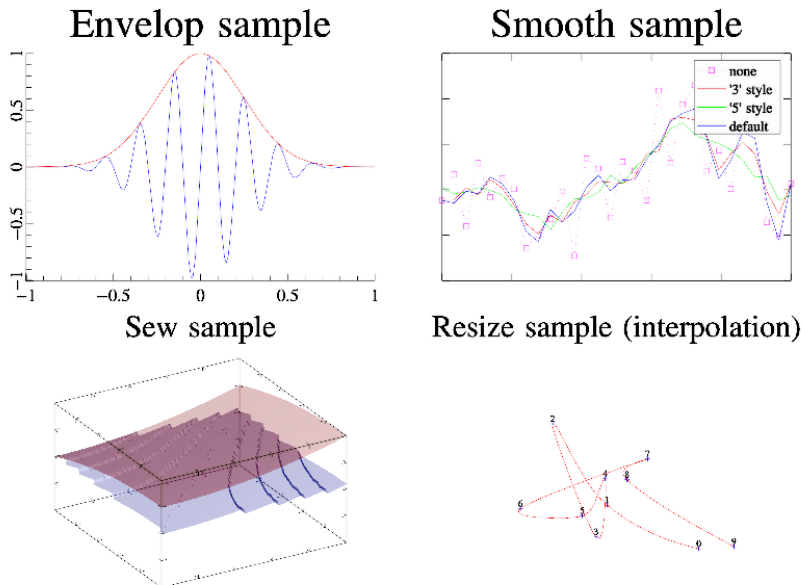 Envelop sample
Smooth sample
1
0.5
0
−0.5
−1
−1
−0.5
0
0.5
1
none
'3' style
'5' style
default
Sew sample
Resize sample (interpolation)
2
7
4
8
6
1
5
3
0
9